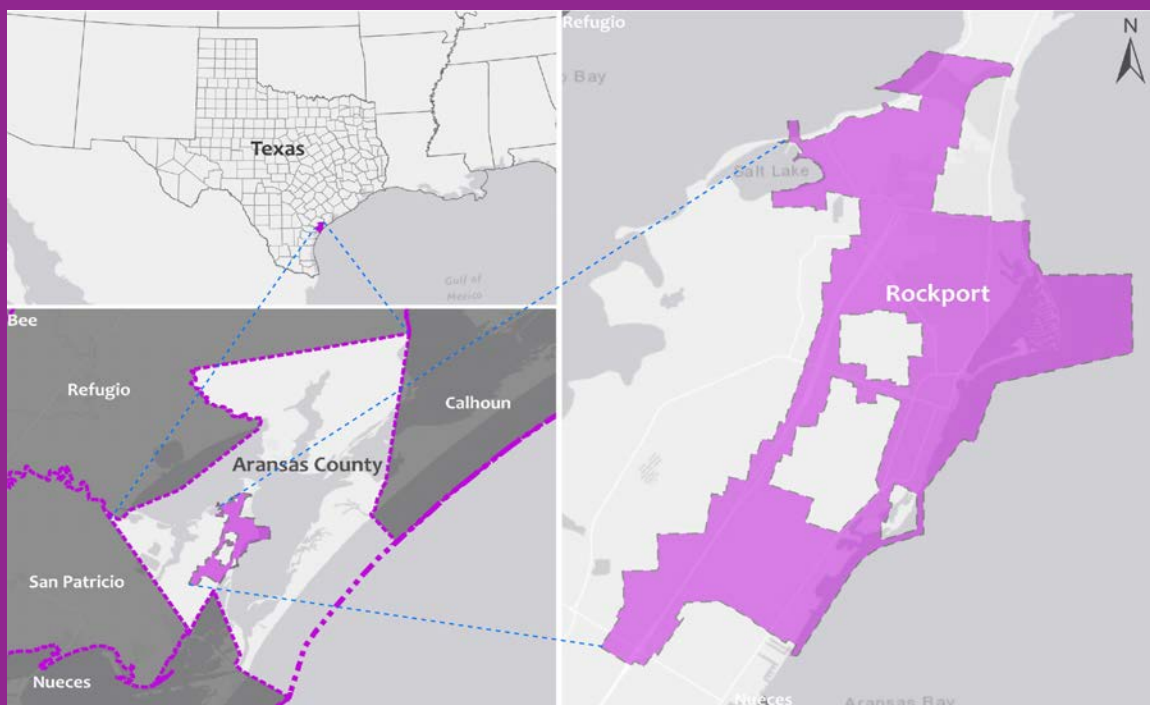 Texas
Gulf of
Mexico
Bee
Refugio
Calhoun
Aransas County
San Patricio
Nueces
Refugio
Bay
N
Salt Lake
Rockport
Nueces
Aransas Bay